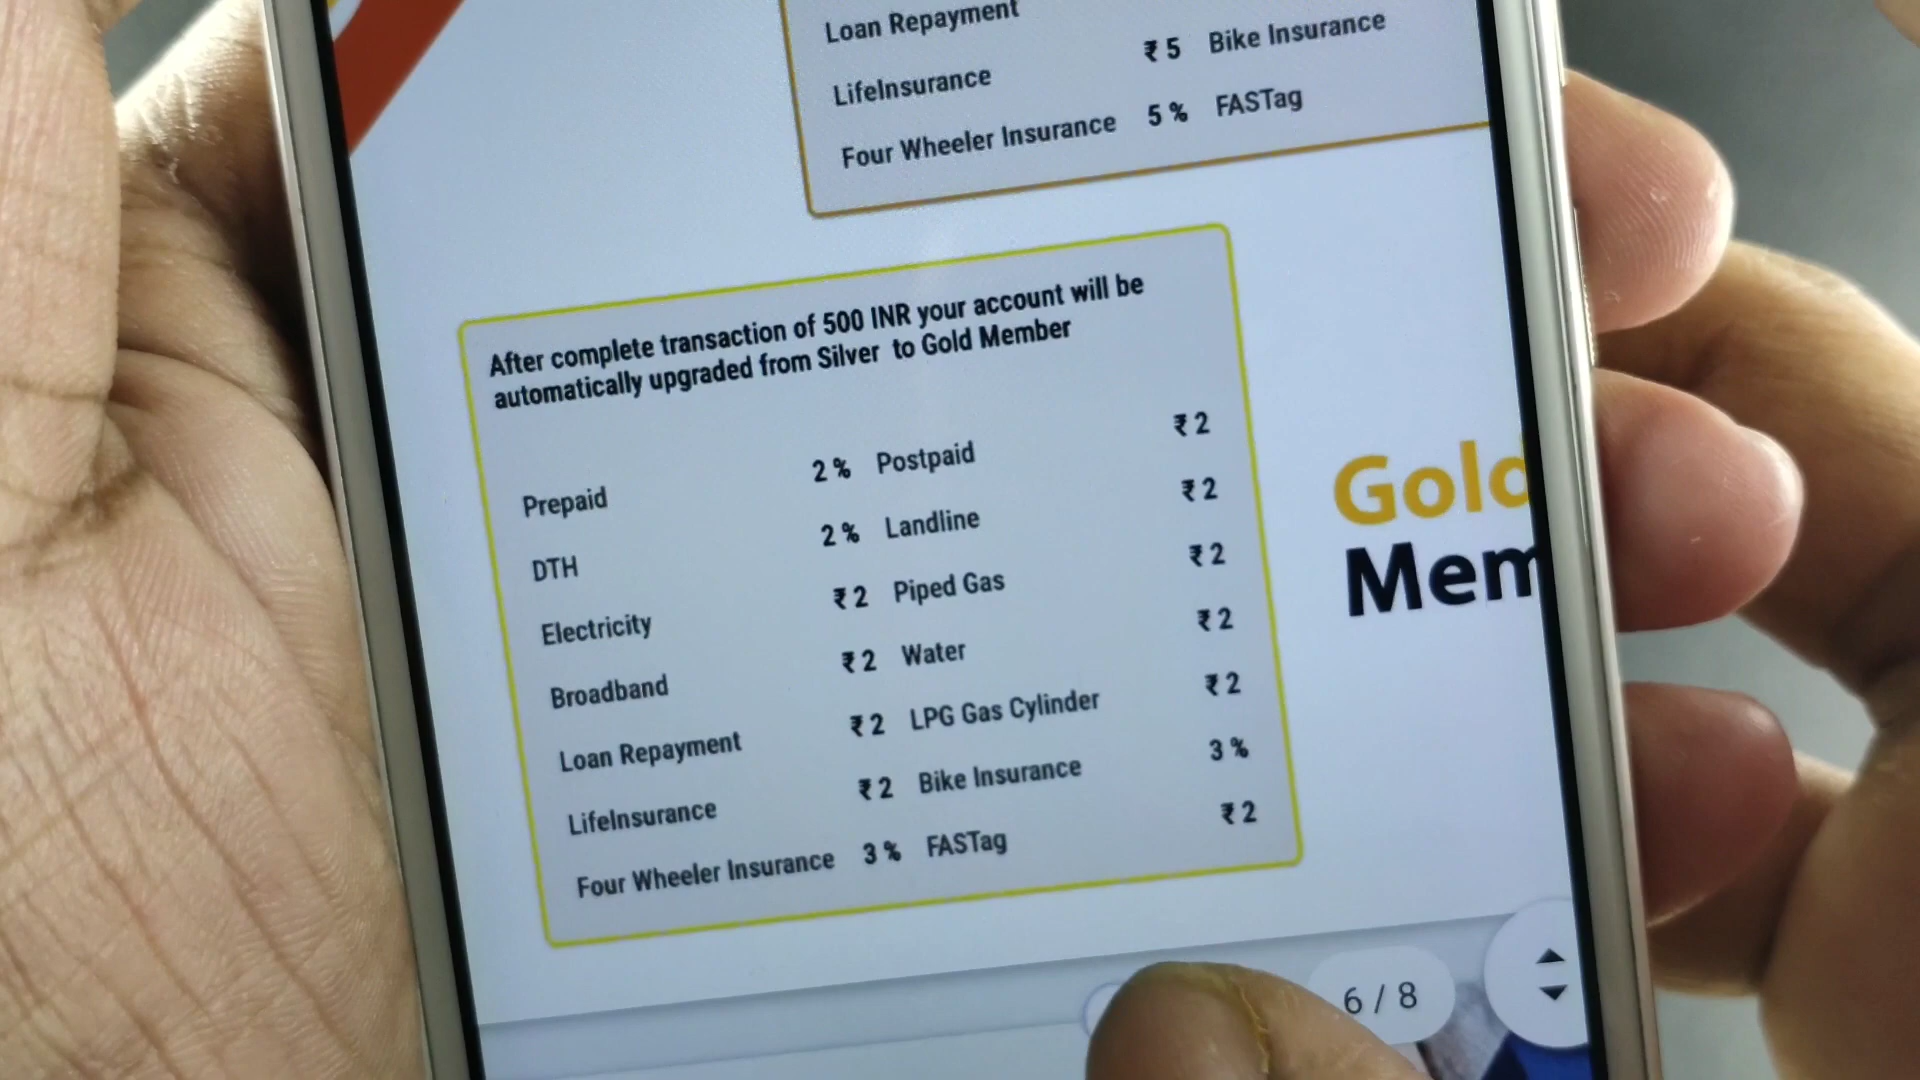 Loan Repayment
LifeInsurance ₹ 5 Bike Insurance
Four Wheeler Insurance 5 % FASTag
After complete transaction of 500 INR your account will be
automatically upgraded from Silver to Gold Member
Prepaid 2 % Postpaid ₹ 2
DTH 2 % Landline ₹ 2
Electricity ₹ 2 Piped Gas ₹ 2
Broadband ₹ 2 Water ₹ 2
Loan Repayment ₹ 2 LPG Gas Cylinder ₹ 2
LifeInsurance ₹ 2 Bike Insurance 3 %
Four Wheeler Insurance 3 % FASTag ₹ 2
Gold
Mem
6 / 8